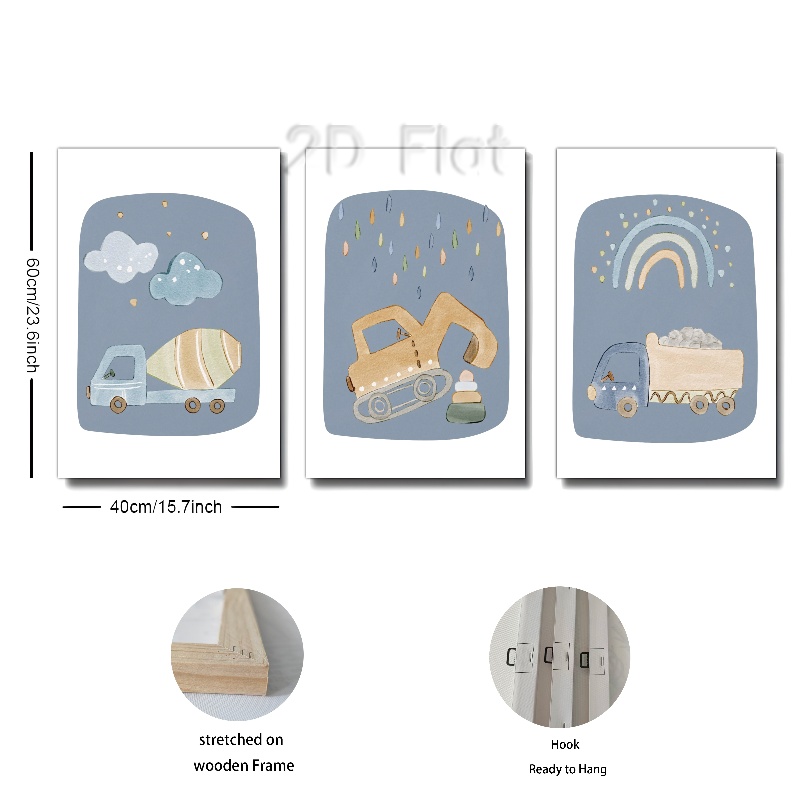 2D Flat
60cm/23.6inch
40cm/15.7inch
stretched on
wooden Frame
Hook
Ready to Hang